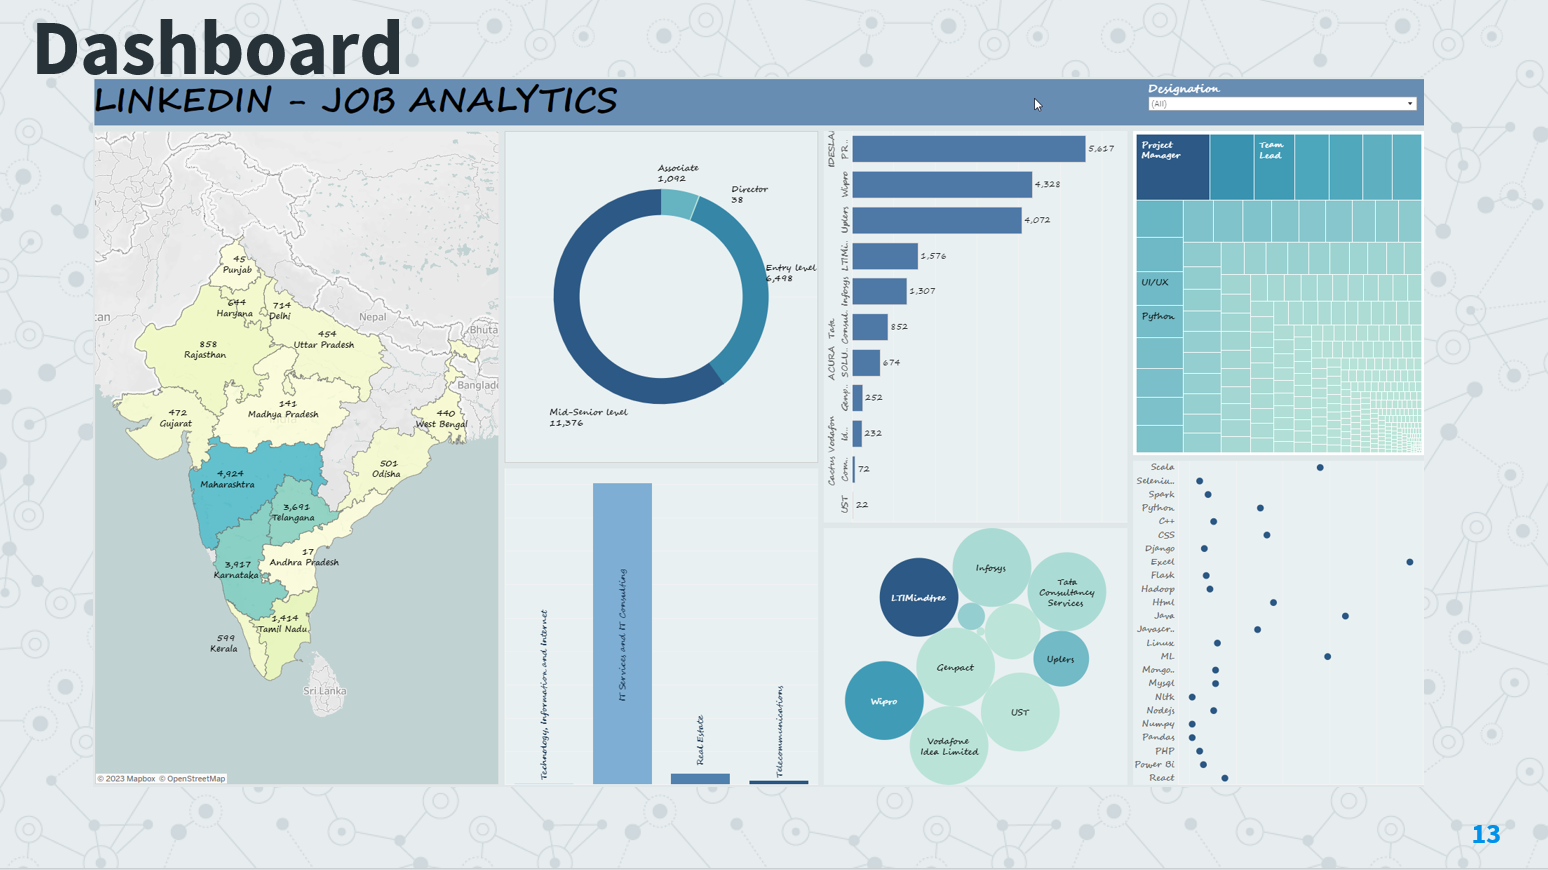 Dashboard
LINKEDIN - JOB ANALYTICS
Designation
(All)
45
Punjab
644
Haryana
714
Delhi
454
Uttar Pradesh
858
Rajasthan
141
Madhya Pradesh
472
Gujarat
440
West Bengal
501
Odisha
4,924
Maharashtra
3,691
Telangana
17
Andhra Pradesh
3,917
Karnataka
1,414
Tamil Nadu
599
Kerala
Nepal
Bhuta
Banglade
Sri Lanka
© 2023 Mapbox © OpenStreetMap
Associate
1,092
Director
38
Entry level
6,498
Mid-Senior level
11,376
Technology, Information and Internet
IT Services and IT Consulting
Real Estate
Telecommunications
IDESLA
PR..
5,617
Wipro
4,328
Uplers
4,072
LTIMi..
1,576
Infosys
1,307
Tata
Consul..
852
ACURA
SOLU..
674
Genp..
252
Vodafon
Id..
232
Cactus
Com..
72
UST
22
Infosys
LTIMindtree
Tata
Consultancy
Services
Genpact
Uplers
Wipro
UST
Vodafone
Idea Limited
Project
Manager
Team
Lead
UI/UX
Python
Scala
Seleniu..
Spark
Python
C++
CSS
Django
Excel
Flask
Hadoop
Html
Java
Javascr..
Linux
ML
Mongo..
Mysql
Nltk
Nodejs
Numpy
Pandas
PHP
Power Bi
React
13